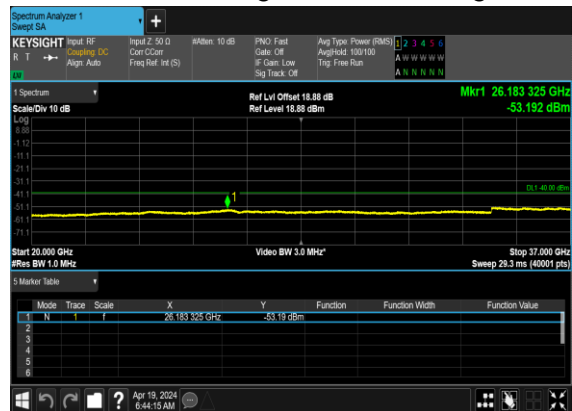 Spectrum Analyzer 1
Swept SA
+
KEYSIGHT Input: RF Input Z: 50 Ω #Atten: 10 dB PNO: Fast Avg Type: Power (RMS) 1 2 3 4 5 6
R T Coupling: DC Corr CCorr Gate: Off Avg|Hold: 100/100 A W W W W W
Align: Auto Freq Ref: Int (S) IF Gain: Low Trig: Free Run A N N N N N
LXI Sig Track: Off
1 Spectrum Ref Lvl Offset 18.88 dB Mkr1 26.183 325 GHz
Scale/Div 10 dB Ref Level 18.88 dBm -53.192 dBm
Log
8.88
-1.12
-11.1
-21.1
-31.1
DL1 -40.00 dBm
-41.1
1
-51.1
-61.1
-71.1
Start 20.000 GHz Video BW 3.0 MHz* Stop 37.000 GHz
#Res BW 1.0 MHz Sweep 29.3 ms (40001 pts)
5 Marker Table
Mode Trace Scale X Y Function Function Width Function Value
1 N 1 f 26.183 325 GHz -53.19 dBm
2
3
4
5
6
? Apr 19, 2024
6:44:15 AM